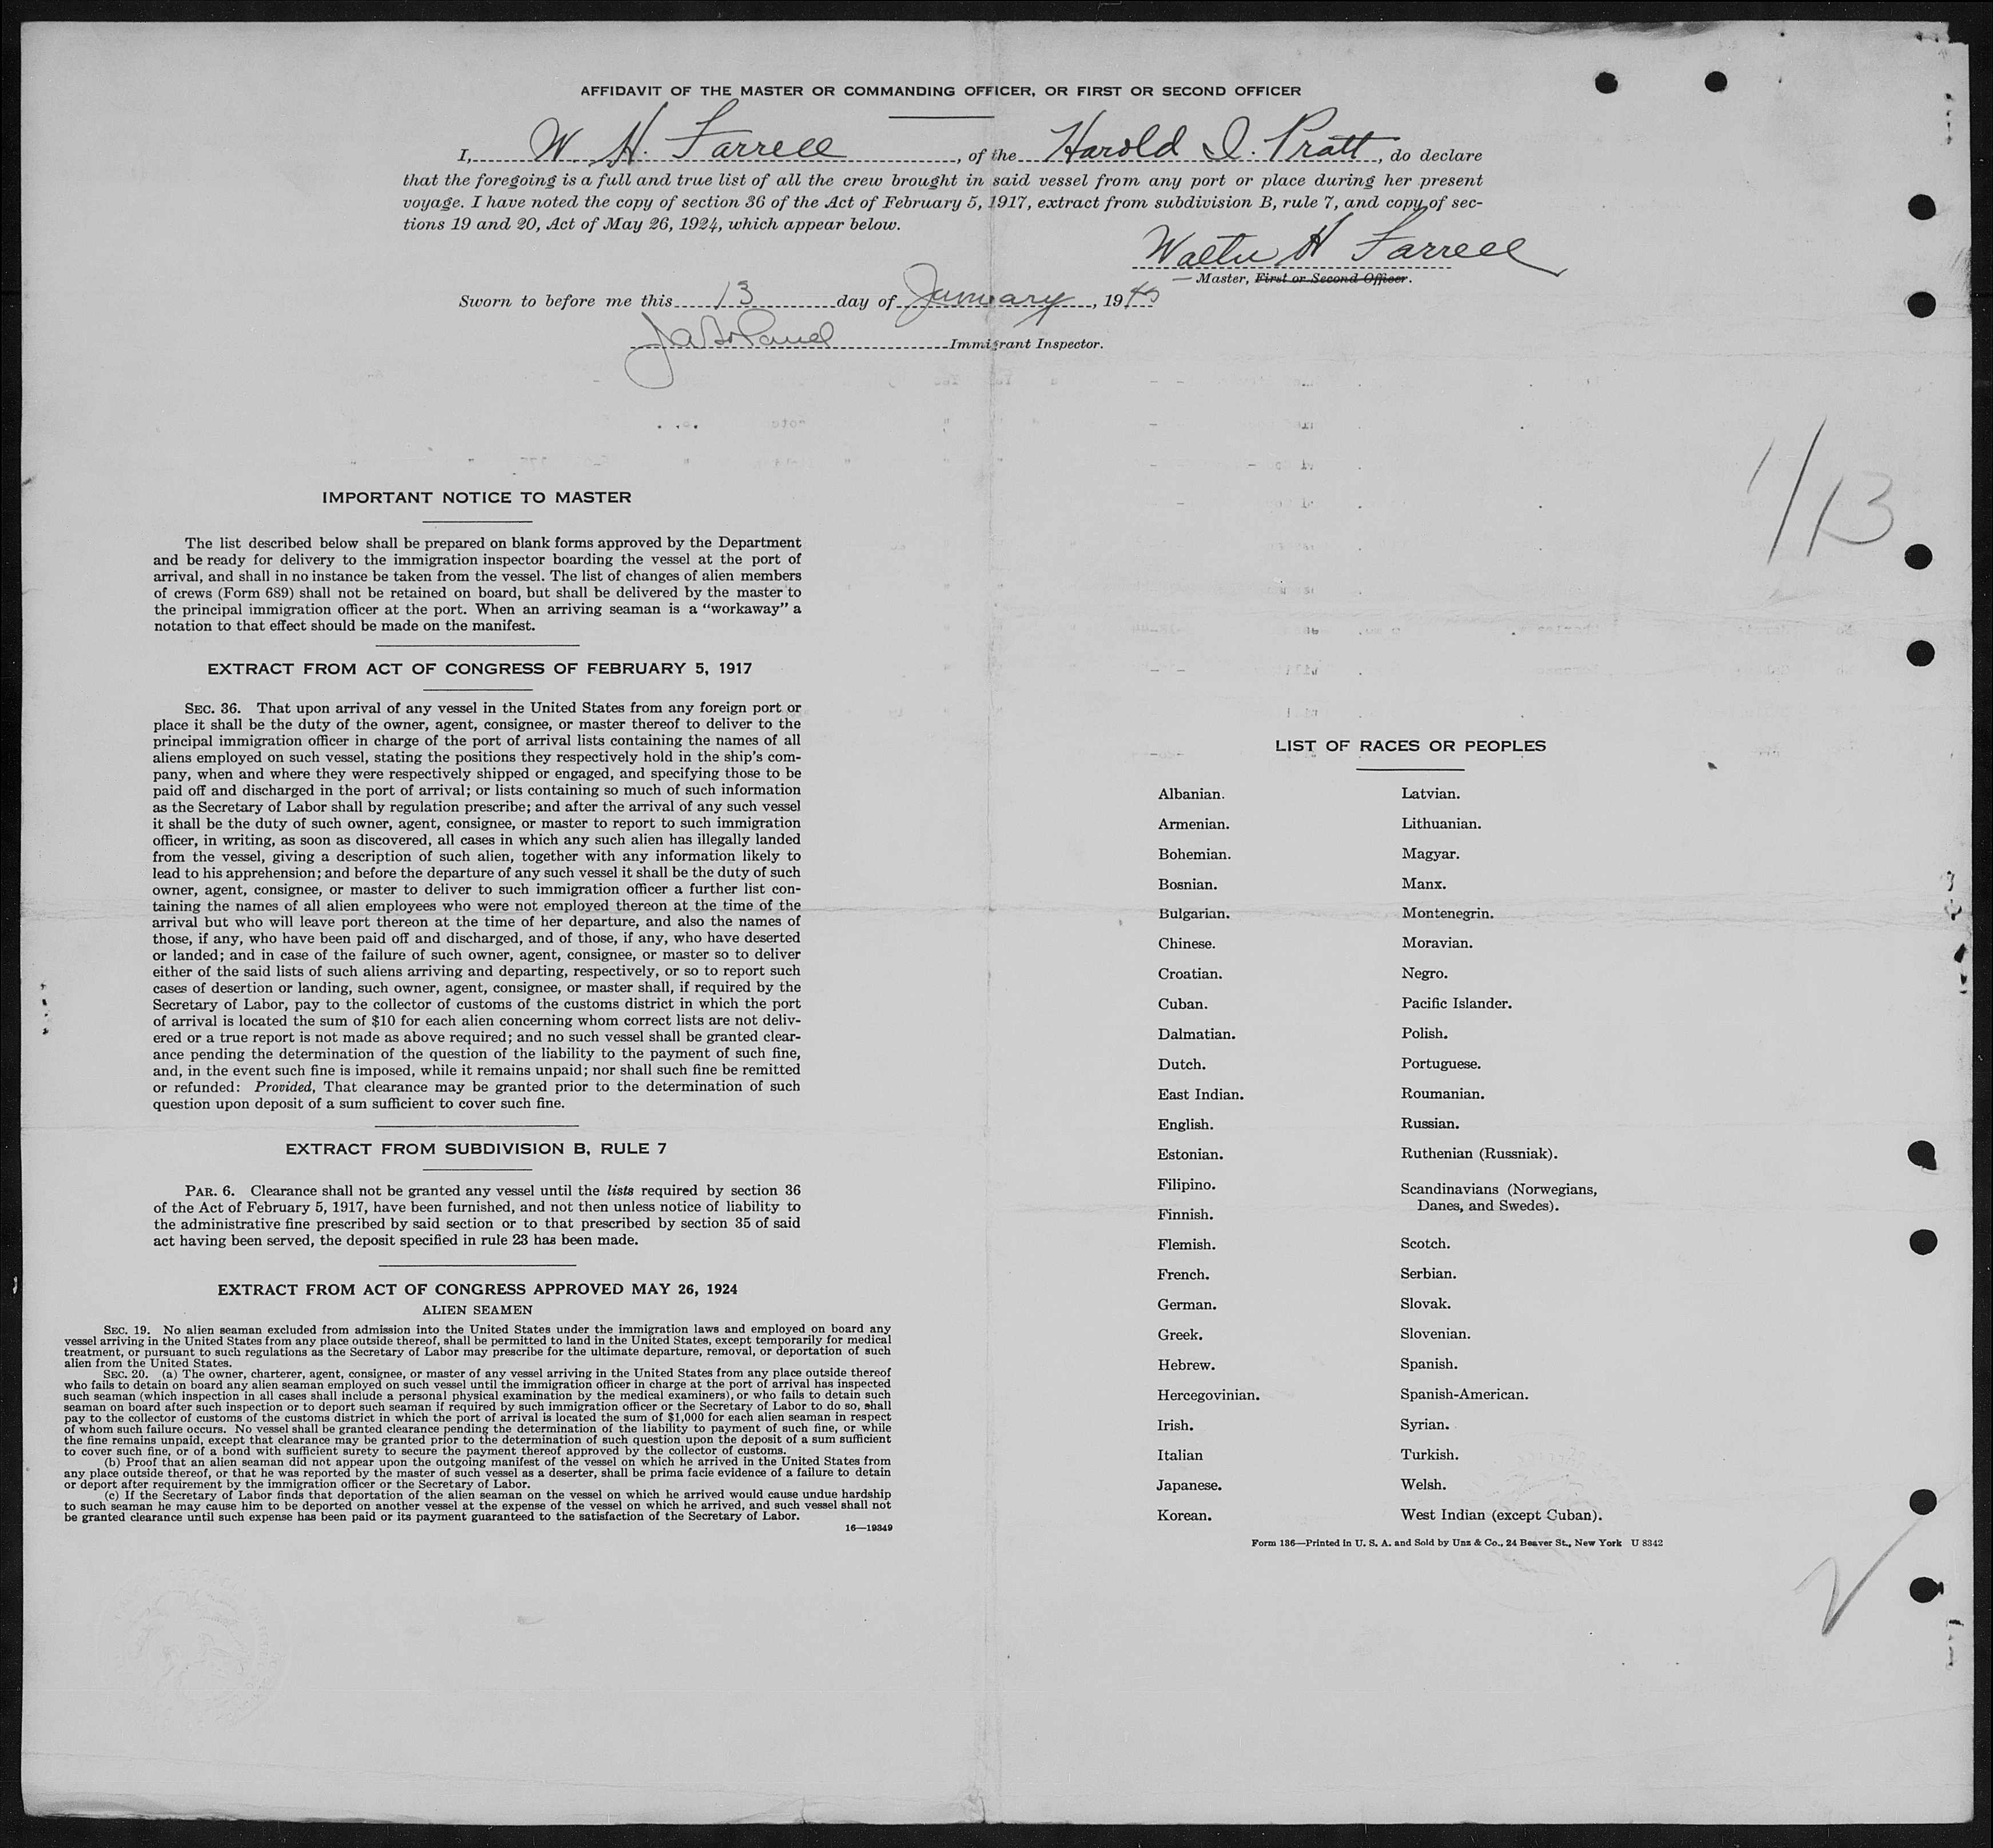 AFFIDAVIT OF THE MASTER OR COMMANDING OFFICER, OR FIRST OR SECOND OFFICER
I, W. H. Farrell, of the Harold I. Pratt, do declare
that the foregoing is a full and true list of all the crew brought in said vessel from any port or place during her present
voyage. I have noted the copy of section 36 of the Act of February 5, 1917, extract from subdivision B, rule 7, and copy of sec-
tions 19 and 20, Act of May 26, 1924, which appear below.
Walter H Farrell
Master, First or Second Officer.
Sworn to before me this 13 day of January, 1940
Immigrant Inspector.
1/13
IMPORTANT NOTICE TO MASTER
The list described below shall be prepared on blank forms approved by the Department
and be ready for delivery to the immigration inspector boarding the vessel at the port of
arrival, and shall in no instance be taken from the vessel. The list of changes of alien members
of crews (Form 689) shall not be retained on board, but shall be delivered by the master to
the principal immigration officer at the port. When an arriving seaman is a "workaway" a
notation to that effect should be made on the manifest.
EXTRACT FROM ACT OF CONGRESS OF FEBRUARY 5, 1917
SEC. 36. That upon arrival of any vessel in the United States from any foreign port or
place it shall be the duty of the owner, agent, consignee, or master thereof to deliver to the
principal immigration officer in charge of the port of arrival lists containing the names of all
aliens employed on such vessel, stating the positions they respectively hold in the ship's com-
pany, when and where they were respectively shipped or engaged, and specifying those to be
paid off and discharged in the port of arrival; or lists containing so much of such information
as the Secretary of Labor shall by regulation prescribe; and after the arrival of any such vessel
it shall be the duty of such owner, agent, consignee, or master to report to such immigration
officer, in writing, as soon as discovered, all cases in which any such alien has illegally landed
from the vessel, giving a description of such alien, together with any information likely to
lead to his apprehension; and before the departure of any such vessel it shall be the duty of such
owner, agent, consignee, or master to deliver to such immigration officer a further list con-
taining the names of all alien employees who were not employed thereon at the time of the
arrival but who will leave port thereon at the time of her departure, and also the names of
those, if any, who have been paid off and discharged, and of those, if any, who have deserted
or landed; and in case of the failure of such owner, agent, consignee, or master so to deliver
either of the said lists of such aliens arriving and departing, respectively, or so to report such
cases of desertion or landing, such owner, agent, consignee, or master shall, if required by the
Secretary of Labor, pay to the collector of customs of the customs district in which the port
of arrival is located the sum of $10 for each alien concerning whom correct lists are not deliv-
ered or a true report is not made as above required; and no such vessel shall be granted clear-
ance pending the determination of the question of the liability to the payment of such fine,
and, in the event such fine is imposed, while it remains unpaid; nor shall such fine be remitted
or refunded: Provided, That clearance may be granted prior to the determination of such
question upon deposit of a sum sufficient to cover such fine.
EXTRACT FROM SUBDIVISION B, RULE 7
PAR. 6. Clearance shall not be granted any vessel until the lists required by section 36
of the Act of February 5, 1917, have been furnished, and not then unless notice of liability to
the administrative fine prescribed by said section or to that prescribed by section 35 of said
act having been served, the deposit specified in rule 23 has been made.
EXTRACT FROM ACT OF CONGRESS APPROVED MAY 26, 1924
ALIEN SEAMEN
SEC. 19. No alien seaman excluded from admission into the United States under the immigration laws and employed on board any
vessel arriving in the United States from any place outside thereof, shall be permitted to land in the United States, except temporarily for medical
treatment, or pursuant to such regulations as the Secretary of Labor may prescribe for the ultimate departure, removal, or deportation of such
alien from the United States.
SEC. 20. (a) The owner, charterer, agent, consignee, or master of any vessel arriving in the United States from any place outside thereof
who fails to detain on board any alien seaman employed on such vessel until the immigration officer in charge at the port of arrival has inspected
such seaman (which inspection in all cases shall include a personal physical examination by the medical examiners), or who fails to detain such
seaman on board after such inspection or to deport such seaman if required by such immigration officer or the Secretary of Labor to do so, shall
pay to the collector of customs of the customs district in which the port of arrival is located the sum of $1,000 for each alien seaman in respect
of whom such failure occurs. No vessel shall be granted clearance pending the determination of the liability to payment of such fine, or while
the fine remains unpaid, except that clearance may be granted prior to the determination of such question upon the deposit of a sum sufficient
to cover such fine, or of a bond with sufficient surety to secure the payment thereof approved by the collector of customs.
(b) Proof that an alien seaman did not appear upon the outgoing manifest of the vessel on which he arrived in the United States from
any place outside thereof, or that he was reported by the master of such vessel as a deserter, shall be prima facie evidence of a failure to detain
or deport after requirement by the immigration officer or the Secretary of Labor.
(c) If the Secretary of Labor finds that deportation of the alien seaman on the vessel on which he arrived would cause undue hardship
to such seaman he may cause him to be deported on another vessel at the expense of the vessel on which he arrived, and such vessel shall not
be granted clearance until such expense has been paid or its payment guaranteed to the satisfaction of the Secretary of Labor.
16—19349
LIST OF RACES OR PEOPLES
Albanian.
Armenian.
Bohemian.
Bosnian.
Bulgarian.
Chinese.
Croatian.
Cuban.
Dalmatian.
Dutch.
East Indian.
English.
Estonian.
Filipino.
Finnish.
Flemish.
French.
German.
Greek.
Hebrew.
Hercegovinian.
Irish.
Italian
Japanese.
Korean.
Latvian.
Lithuanian.
Magyar.
Manx.
Montenegrin.
Moravian.
Negro.
Pacific Islander.
Polish.
Portuguese.
Roumanian.
Russian.
Ruthenian (Russniak).
Scandinavians (Norwegians,
Danes, and Swedes).
Scotch.
Serbian.
Slovak.
Slovenian.
Spanish.
Spanish-American.
Syrian.
Turkish.
Welsh.
West Indian (except Cuban).
Form 136—Printed in U. S. A. and Sold by Unz & Co., 24 Beaver St., New York U 8342